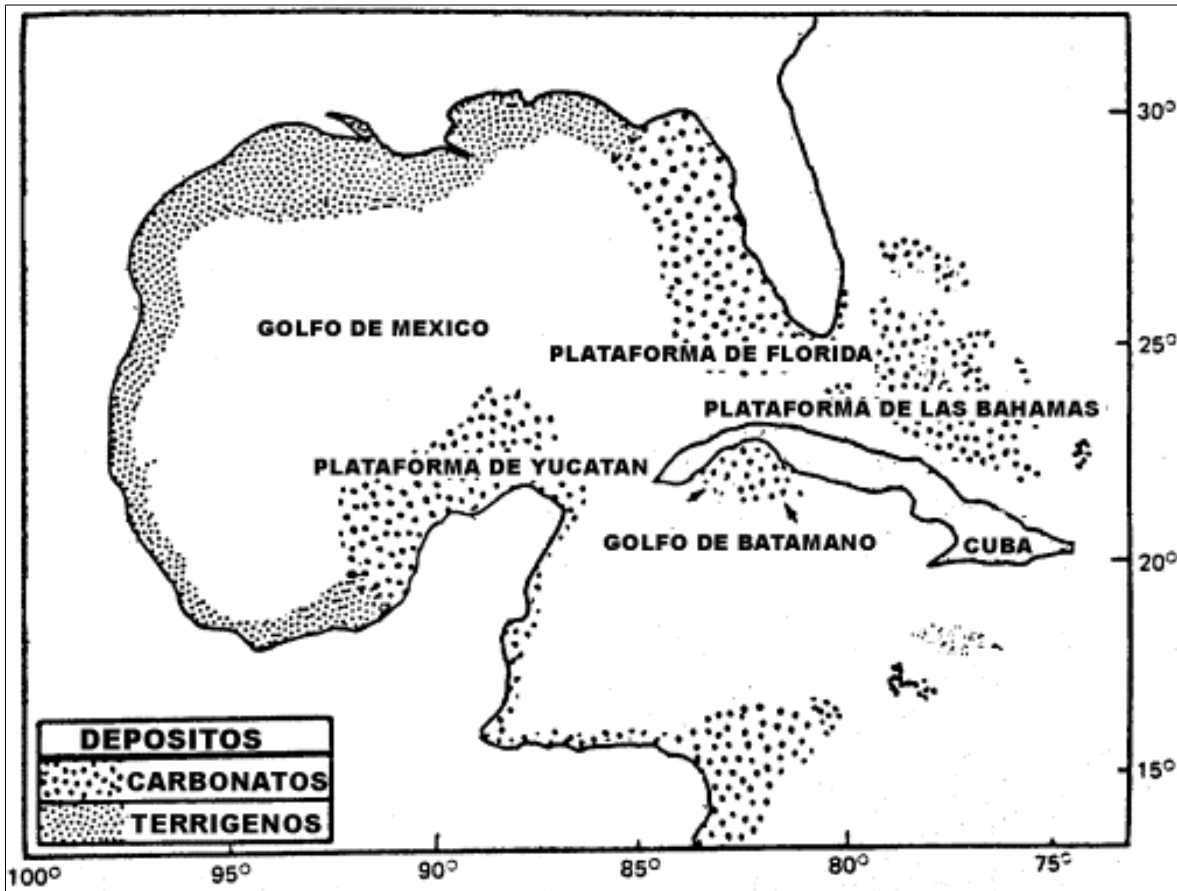 30°
GOLFO DE MEXICO
25°
PLATAFORMA DE FLORIDA
PLATAFORMA DE LAS BAHAMAS
PLATAFORMA DE YUCATAN
GOLFO DE BATAMANO
CUBA
20°
DEPOSITOS
CARBONATOS
TERRIGENOS
15°
100° 95° 90° 85° 80° 75°